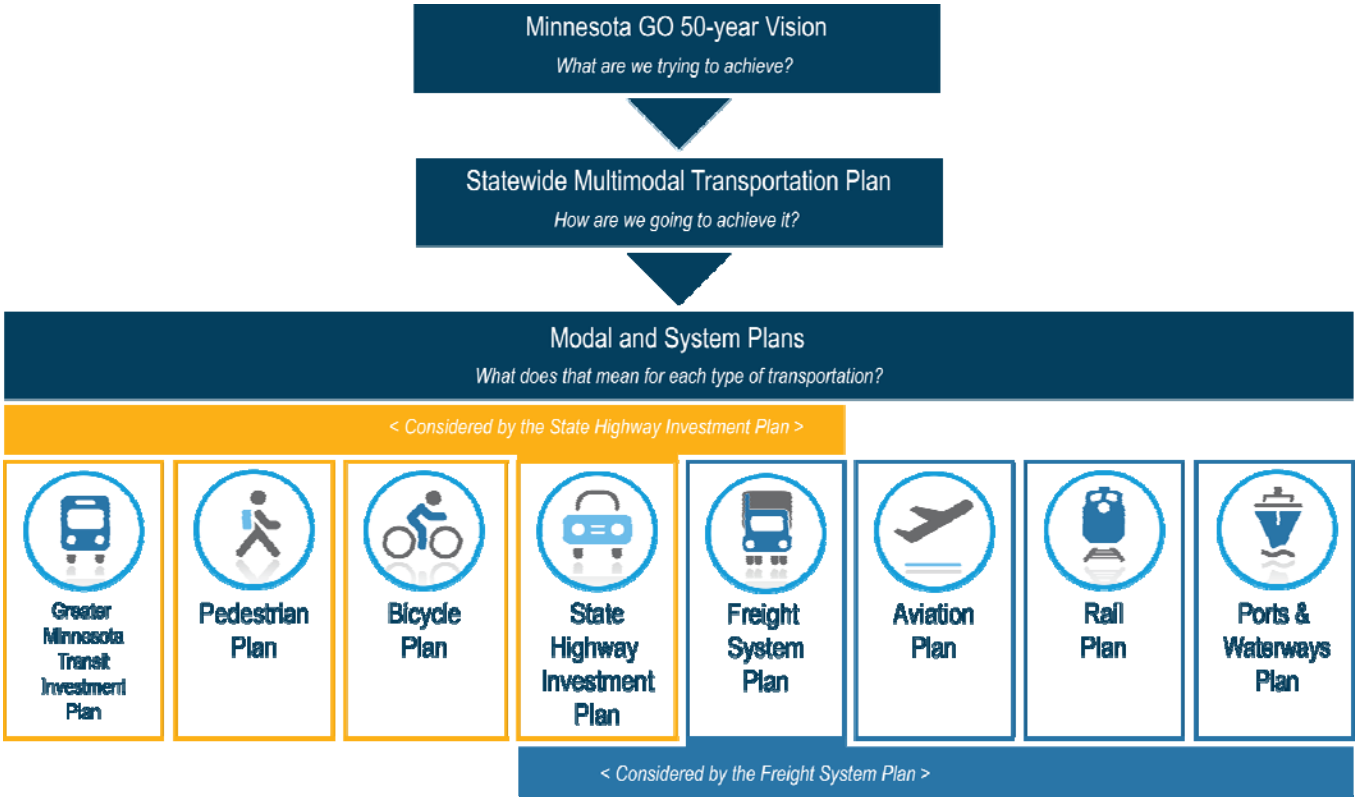 Minnesota GO 50-year Vision
What are we trying to achieve?
Statewide Multimodal Transportation Plan
How are we going to achieve it?
Modal and System Plans
What does that mean for each type of transportation?
< Considered by the State Highway Investment Plan >
Greater
Minnesota
Transit
Investment
Plan
Pedestrian
Plan
Bicycle
Plan
State
Highway
Investment
Plan
Freight
System
Plan
Aviation
Plan
Rail
Plan
Ports &
Waterways
Plan
< Considered by the Freight System Plan >